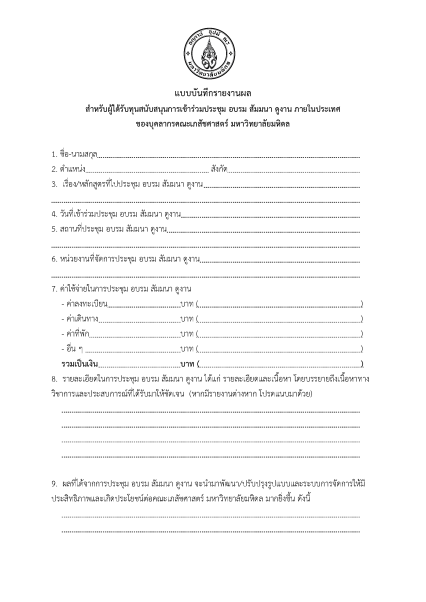 แบบบันทึกรายงานผล
สำหรับผู้ได้รับทุนสนับสนุนการเข้าร่วมประชุม อบรม สัมมนา ดูงาน ภายในประเทศ
ของบุคลากรคณะเภสัชศาสตร์ มหาวิทยาลัยมหิดล
1. ชื่อ-นามสกุล
2. ตำแหน่ง สังกัด
3. เรื่อง/หลักสูตรที่ไปประชุม อบรม สัมมนา ดูงาน
4. วันที่เข้าร่วมประชุม อบรม สัมมนา ดูงาน
5. สถานที่ประชุม อบรม สัมมนา ดูงาน
6. หน่วยงานที่จัดการประชุม อบรม สัมมนา ดูงาน
7. ค่าใช้จ่ายในการประชุม อบรม สัมมนา ดูงาน
- ค่าลงทะเบียน บาท ( )
- ค่าเดินทาง บาท ( )
- ค่าที่พัก บาท ( )
- อื่น ๆ บาท ( )
รวมเป็นเงิน บาท ( )
8. รายละเอียดในการประชุม อบรม สัมมนา ดูงาน ได้แก่ รายละเอียดและเนื้อหา โดยบรรยายถึงเนื้อหาทาง
วิชาการและประสบการณ์ที่ได้รับมาให้ชัดเจน (หากมีรายงานต่างหาก โปรดแนบมาด้วย)
9. ผลที่ได้จากการประชุม อบรม สัมมนา ดูงาน จะนำมาพัฒนา/ปรับปรุงรูปแบบและระบบการจัดการให้มี
ประสิทธิภาพและเกิดประโยชน์ต่อคณะเภสัชศาสตร์ มหาวิทยาลัยมหิดล มากยิ่งขึ้น ดังนี้